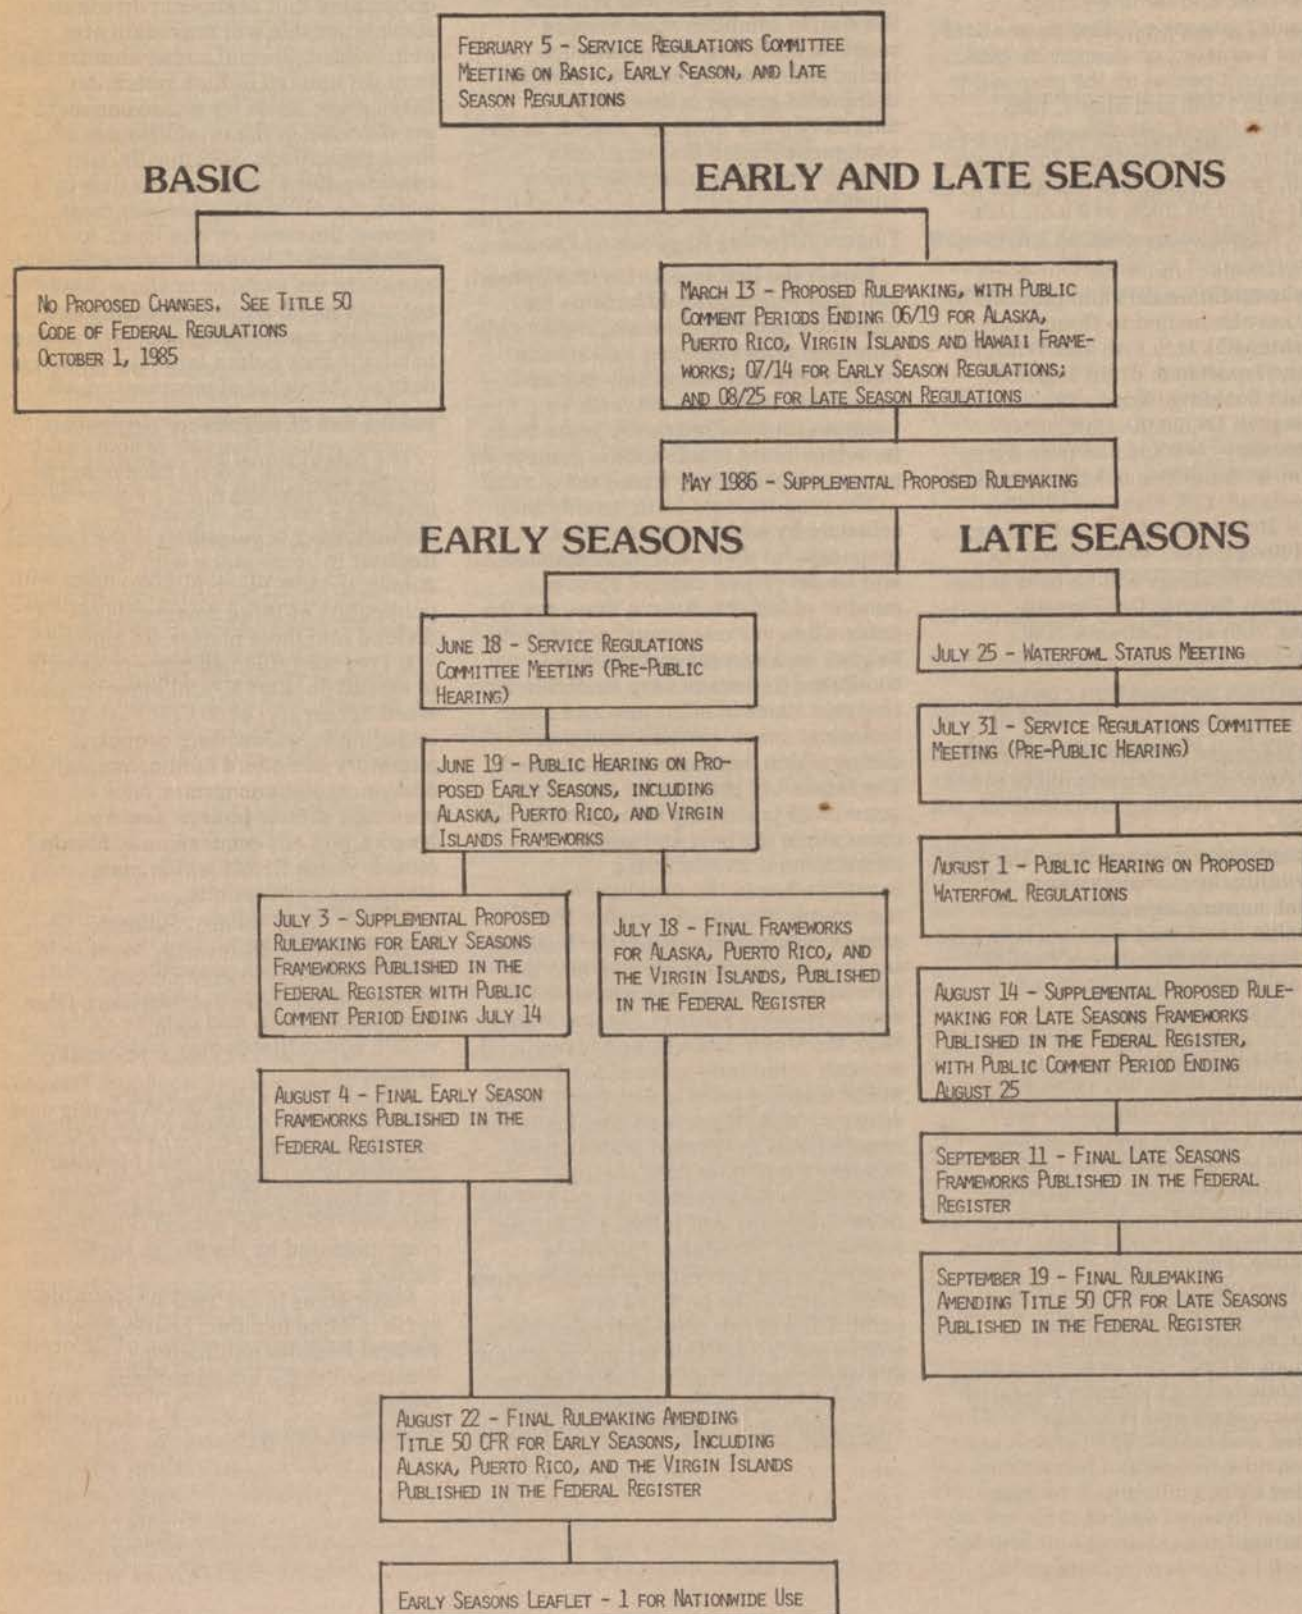 FEBRUARY 5 - SERVICE REGULATIONS COMMITTEE
MEETING ON BASIC, EARLY SEASON, AND LATE
SEASON REGULATIONS
BASIC
EARLY AND LATE SEASONS
NO PROPOSED CHANGES. SEE TITLE 50
CODE OF FEDERAL REGULATIONS
OCTOBER 1, 1985
MARCH 13 - PROPOSED RULEMAKING, WITH PUBLIC
COMMENT PERIODS ENDING 06/19 FOR ALASKA,
PUERTO RICO, VIRGIN ISLANDS AND HAWAII FRAME-
WORKS; 07/14 FOR EARLY SEASON REGULATIONS;
AND 08/25 FOR LATE SEASON REGULATIONS
MAY 1986 - SUPPLEMENTAL PROPOSED RULEMAKING
EARLY SEASONS
LATE SEASONS
JUNE 18 - SERVICE REGULATIONS
COMMITTEE MEETING (PRE-PUBLIC
HEARING)
JUNE 19 - PUBLIC HEARING ON PRO-
POSED EARLY SEASONS, INCLUDING
ALASKA, PUERTO RICO, AND VIRGIN
ISLANDS FRAMEWORKS
JULY 3 - SUPPLEMENTAL PROPOSED
RULEMAKING FOR EARLY SEASONS
FRAMEWORKS PUBLISHED IN THE
FEDERAL REGISTER WITH PUBLIC
COMMENT PERIOD ENDING JULY 14
JULY 18 - FINAL FRAMEWORKS
FOR ALASKA, PUERTO RICO, AND
THE VIRGIN ISLANDS, PUBLISHED
IN THE FEDERAL REGISTER
AUGUST 4 - FINAL EARLY SEASON
FRAMEWORKS PUBLISHED IN THE
FEDERAL REGISTER
JULY 25 - WATERFOWL STATUS MEETING
JULY 31 - SERVICE REGULATIONS COMMITTEE
MEETING (PRE-PUBLIC HEARING)
AUGUST 1 - PUBLIC HEARING ON PROPOSED
WATERFOWL REGULATIONS
AUGUST 14 - SUPPLEMENTAL PROPOSED RULE-
MAKING FOR LATE SEASONS FRAMEWORKS
PUBLISHED IN THE FEDERAL REGISTER,
WITH PUBLIC COMMENT PERIOD ENDING
AUGUST 25
SEPTEMBER 11 - FINAL LATE SEASONS
FRAMEWORKS PUBLISHED IN THE FEDERAL
REGISTER
SEPTEMBER 19 - FINAL RULEMAKING
AMENDING TITLE 50 CFR FOR LATE SEASONS
PUBLISHED IN THE FEDERAL REGISTER
AUGUST 22 - FINAL RULEMAKING AMENDING
TITLE 50 CFR FOR EARLY SEASONS, INCLUDING
ALASKA, PUERTO RICO, AND THE VIRGIN ISLANDS
PUBLISHED IN THE FEDERAL REGISTER
EARLY SEASONS LEAFLET - 1 FOR NATIONWIDE USE